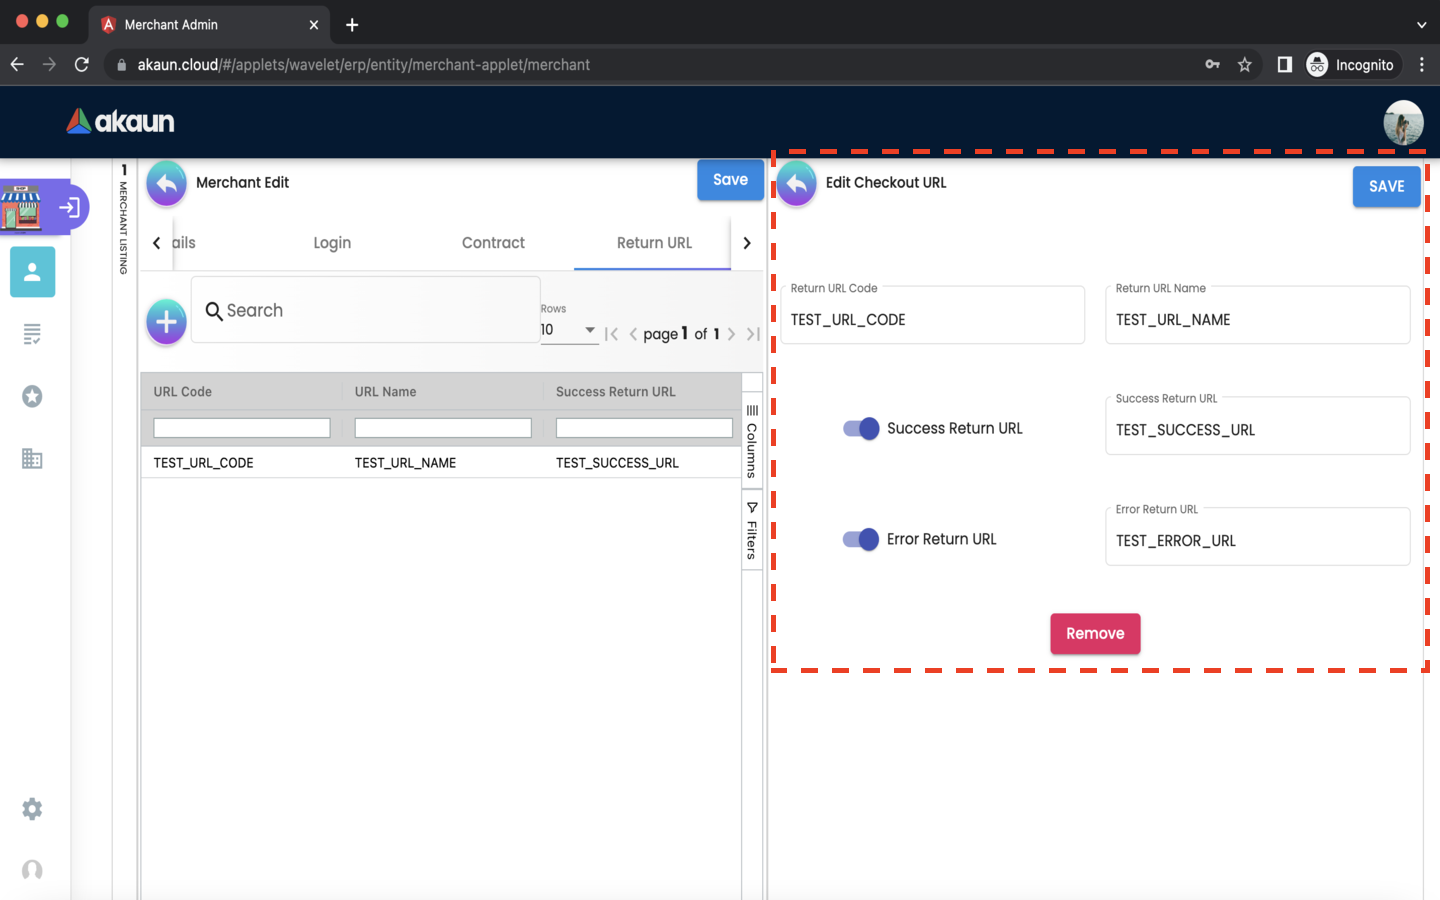 Merchant Admin
akaun.cloud/#/applets/wavelet/erp/entity/merchant-applet/merchant
Incognito
akaun
SHOP
1 MERCHANT LISTING
Merchant Edit
Save
ails
Login
Contract
Return URL
Search
Rows
10
page 1 of 1
URL Code
URL Name
Success Return URL
TEST_URL_CODE
TEST_URL_NAME
TEST_SUCCESS_URL
Columns
Filters
Edit Checkout URL
SAVE
Return URL Code
TEST_URL_CODE
Return URL Name
TEST_URL_NAME
Success Return URL
Success Return URL
TEST_SUCCESS_URL
Error Return URL
Error Return URL
TEST_ERROR_URL
Remove